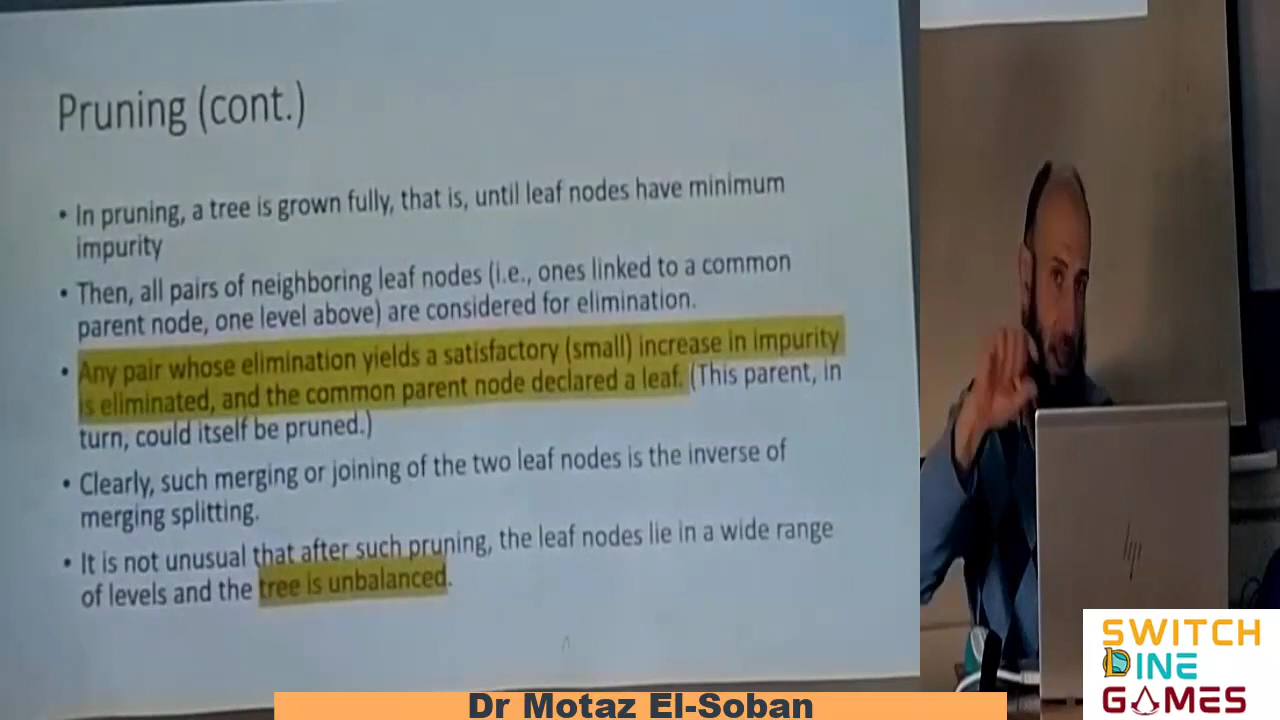 Pruning (cont.)
• In pruning, a tree is grown fully, that is, until leaf nodes have minimum
impurity
• Then, all pairs of neighboring leaf nodes (i.e., ones linked to a common
parent node, one level above) are considered for elimination.
• Any pair whose elimination yields a satisfactory (small) increase in impurity
is eliminated, and the common parent node declared a leaf. (This parent, in
turn, could itself be pruned.)
• Clearly, such merging or joining of the two leaf nodes is the inverse of
merging splitting.
• It is not unusual that after such pruning, the leaf nodes lie in a wide range
of levels and the tree is unbalanced.
hp
Dr Motaz El-Soban
SWITCH
DINE
GAMES